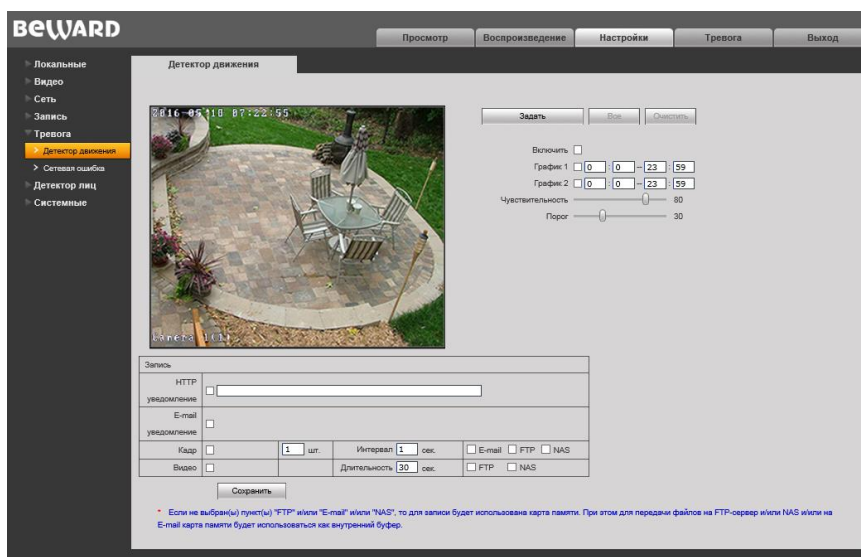 BEWARD
Просмотр Воспроизведение Настройки Тревога Выход
Локальные
Видео
Сеть
Запись
Тревога
Детектор движения
Сетевая ошибка
Детектор лиц
Системные
Детектор движения
2016-05-18 07:22:55
Задать Все Очистить
Включить
График 1 0 : 0 – 23 : 59
График 2 0 : 0 – 23 : 59
Чувствительность 80
Порог 30
Запись
HTTP
уведомление
E-mail
уведомление
Кадр 1 шт. Интервал 1 сек. E-mail FTP NAS
Видео Длительность 30 сек. FTP NAS
Сохранить
* Если не выбран(ы) пункт(ы) "FTP" и/или "E-mail" и/или "NAS", то для записи будет использована карта памяти. При этом для передачи файлов на FTP-сервер и/или NAS и/или на
E-mail карта памяти будет использоваться как внутренний буфер.